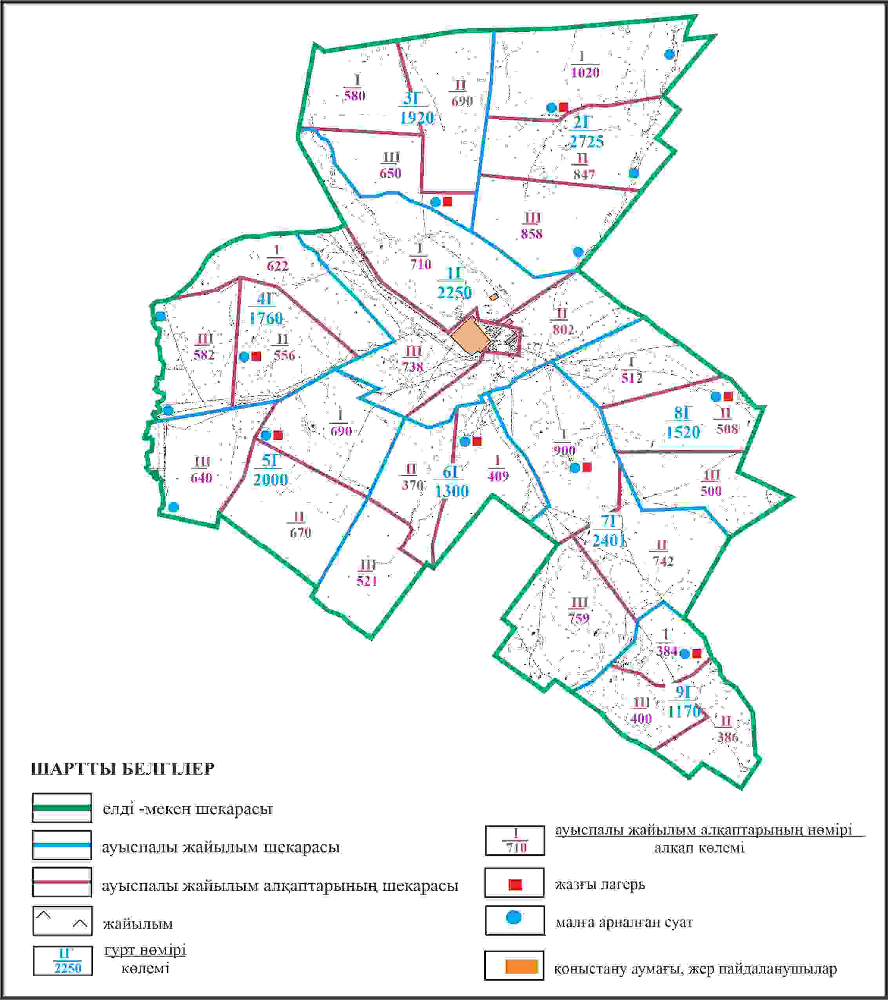 I
1020
I
580
II
690
3Г
1920
2Г
2725
III
650
II
847
III
858
I
622
I
710
1Г
2250
4Г
1760
II
802
III
582
II
556
III
738
I
512
I
690
8Г
1520
II
508
I
900
5Г
2000
III
640
II
370
6Г
1300
I
409
III
500
II
670
7Г
2401
II
742
III
521
III
759
I
384
9Г
1170
III
400
II
386
ШАРТТЫ БЕЛГІЛЕР
елді -мекен шекарасы
ауыспалы жайылым шекарасы
ауыспалы жайылым алқаптарының шекарасы
жайылым
1Г
2250
гурт нөмірі
көлемі
I
710
ауыспалы жайылым алқаптарының нөмірі
алқап көлемі
жазғы лагерь
малға арналған суат
қоныстану аумағы, жер пайдаланушылар